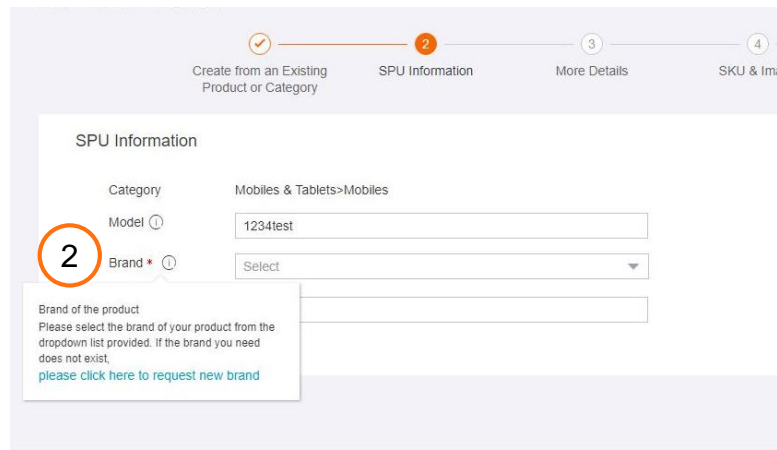 2
3
4
Create from an Existing
Product or Category
SPU Information
More Details
SKU & Ima
SPU Information
Category
Mobiles & Tablets>Mobiles
Model
1234test
2
Brand *
Select
Brand of the product
Please select the brand of your product from the
dropdown list provided. If the brand you need
does not exist,
please click here to request new brand